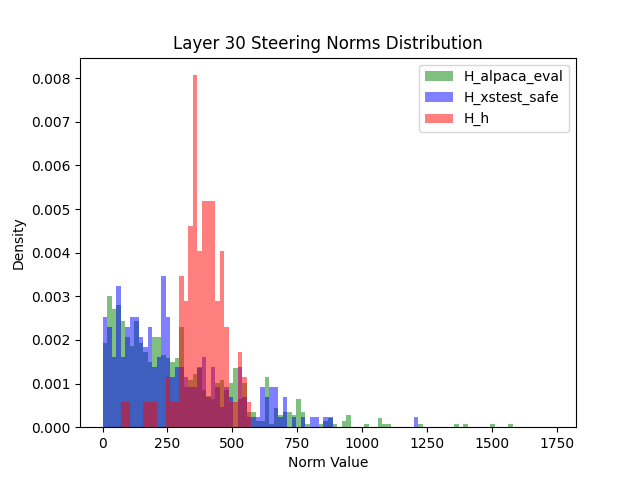 Layer 30 Steering Norms Distribution
H_alpaca_eval
H_xstest_safe
H_h
Density
0.008
0.007
0.006
0.005
0.004
0.003
0.002
0.001
0.000
0 250 500 750 1000 1250 1500 1750
Norm Value